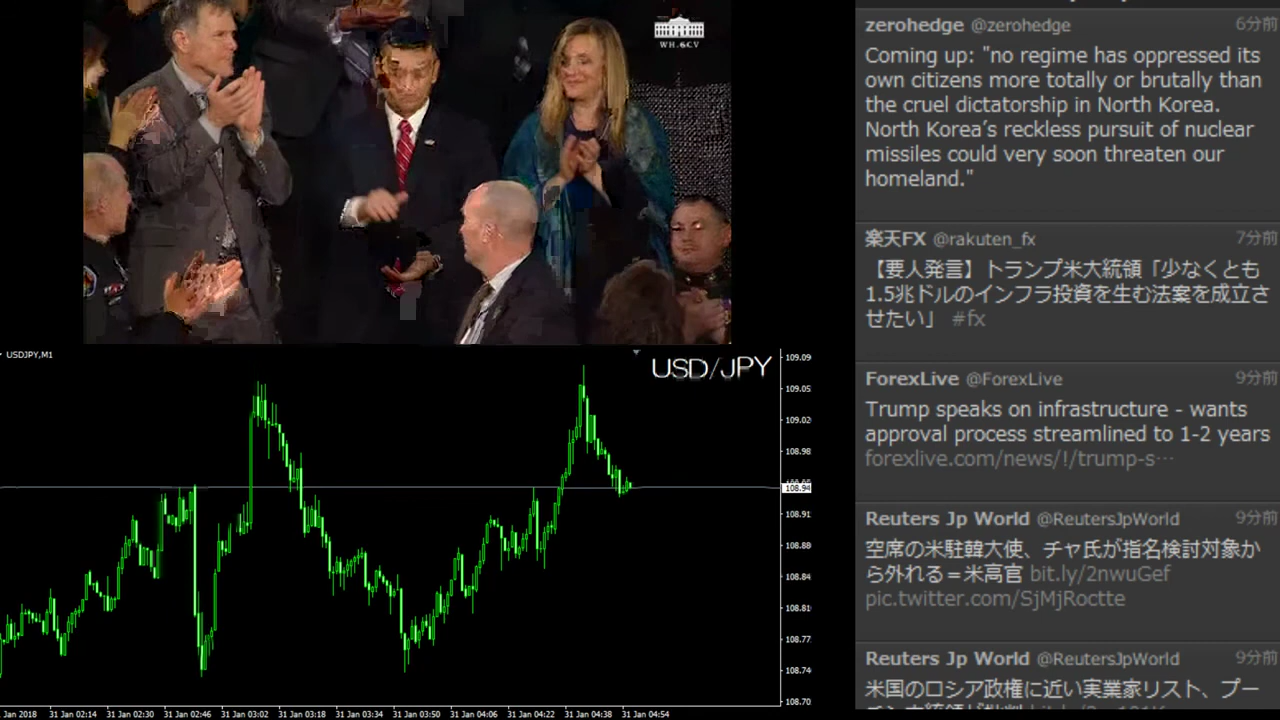 WH.GOV
USDJPY,M1
USD/JPY
109.09
109.05
109.02
108.98
108.94
108.91
108.88
108.84
108.81
108.77
108.74
108.70
Jan 2018 31 Jan 02:14 31 Jan 02:30 31 Jan 02:46 31 Jan 03:02 31 Jan 03:18 31 Jan 03:34 31 Jan 03:50 31 Jan 04:06 31 Jan 04:22 31 Jan 04:38 31 Jan 04:54
zerohedge @zerohedge 6分前
Coming up: "no regime has oppressed its
own citizens more totally or brutally than
the cruel dictatorship in North Korea.
North Korea's reckless pursuit of nuclear
missiles could very soon threaten our
homeland."
楽天FX @rakuten_fx 7分前
【要人発言】トランプ米大統領「少なくとも
1.5兆ドルのインフラ投資を生む法案を成立さ
せたい」 #fx
ForexLive @ForexLive 9分前
Trump speaks on infrastructure - wants
approval process streamlined to 1-2 years
forexlive.com/news/!/trump-s…
Reuters Jp World @ReutersJpWorld 9分前
空席の米駐韓大使、チャ氏が指名検討対象か
ら外れる＝米高官 bit.ly/2nwuGef
pic.twitter.com/SjMjRoctte
Reuters Jp World @ReutersJpWorld 9分前
米国のロシア政権に近い実業家リスト、プー